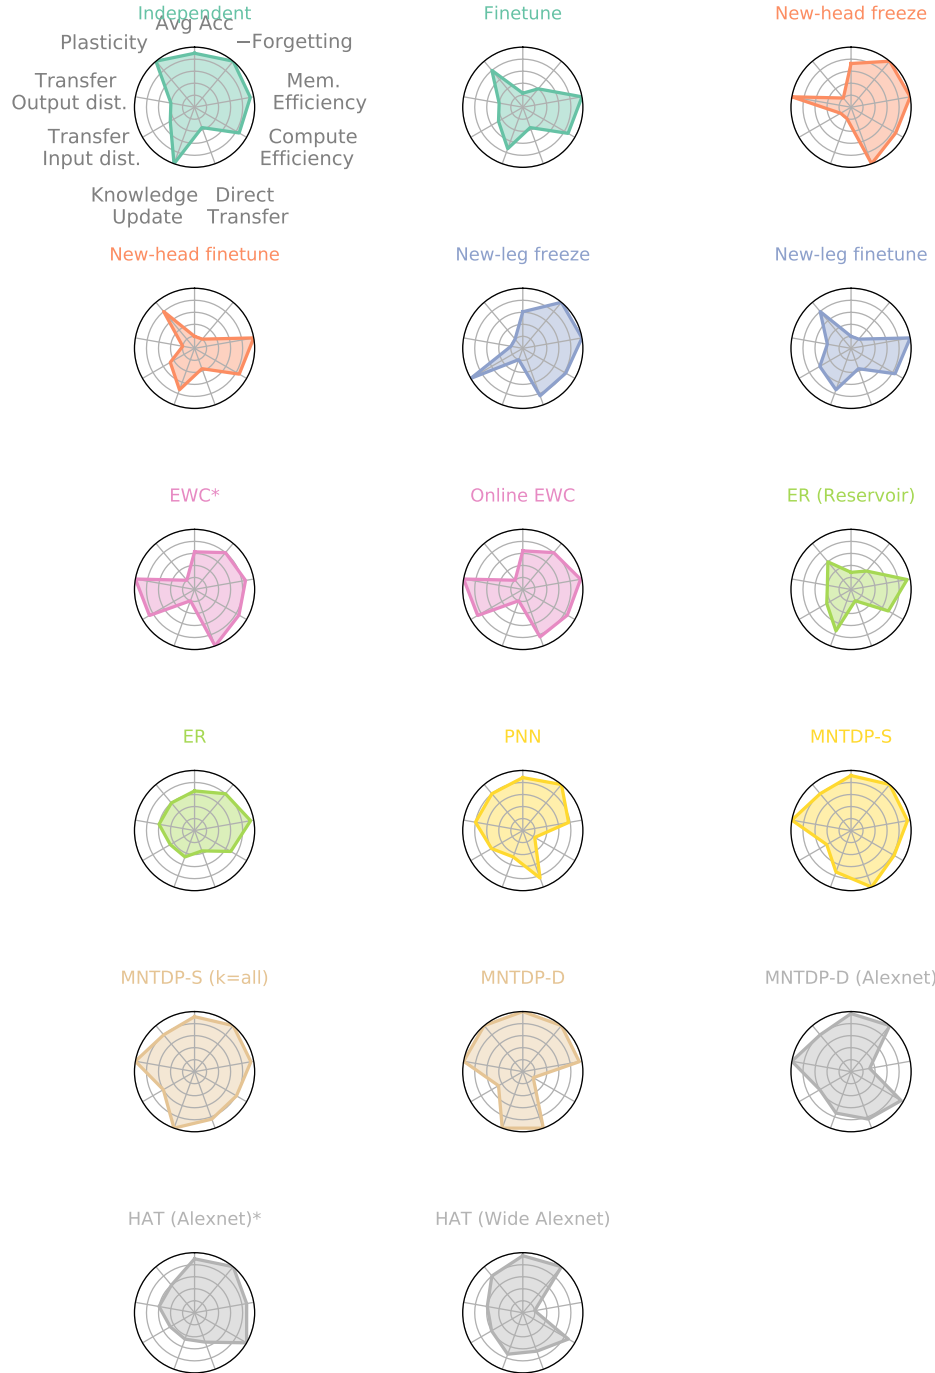 Independent
Finetune
New-head freeze
Avg Acc
Plasticity
−Forgetting
Transfer
Output dist.
Mem.
Efficiency
Transfer
Input dist.
Compute
Efficiency
Knowledge
Update
Direct
Transfer
New-head finetune
New-leg freeze
New-leg finetune
EWC*
Online EWC
ER (Reservoir)
ER
PNN
MNTDP-S
MNTDP-S (k=all)
MNTDP-D
MNTDP-D (Alexnet)
HAT (Alexnet)*
HAT (Wide Alexnet)